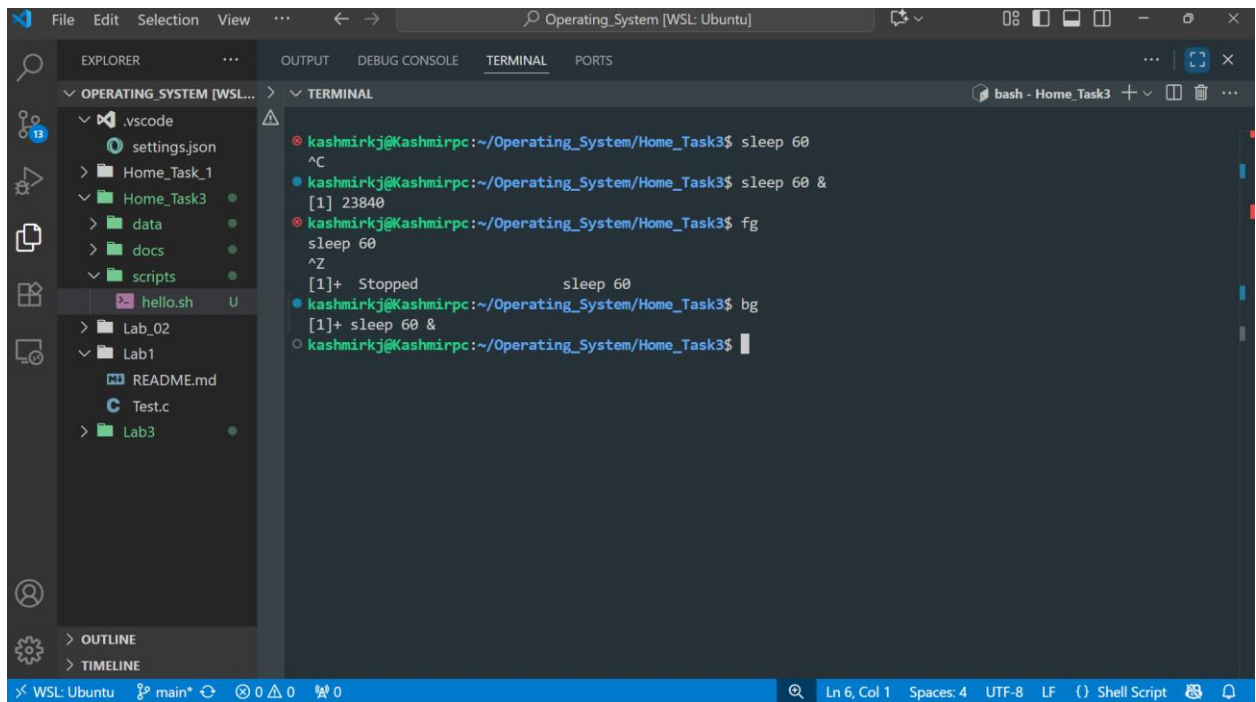 File Edit Selection View ··· Operating_System [WSL: Ubuntu]
EXPLORER ···
OUTPUT DEBUG CONSOLE TERMINAL PORTS ···
OPERATING_SYSTEM [WSL...
.vscode
settings.json
Home_Task_1
Home_Task3
data
docs
scripts
hello.sh U
Lab_02
Lab1
README.md
C Test.c
Lab3
OUTLINE
TIMELINE
13
TERMINAL bash - Home_Task3 ···
kashmirkj@Kashmirpc:~/Operating_System/Home_Task3$ sleep 60
^C
kashmirkj@Kashmirpc:~/Operating_System/Home_Task3$ sleep 60 &
[1] 23840
kashmirkj@Kashmirpc:~/Operating_System/Home_Task3$ fg
sleep 60
^Z
[1]+  Stopped                 sleep 60
kashmirkj@Kashmirpc:~/Operating_System/Home_Task3$ bg
[1]+ sleep 60 &
kashmirkj@Kashmirpc:~/Operating_System/Home_Task3$
WSL: Ubuntu main* 0 0 0 Ln 6, Col 1 Spaces: 4 UTF-8 LF {} Shell Script